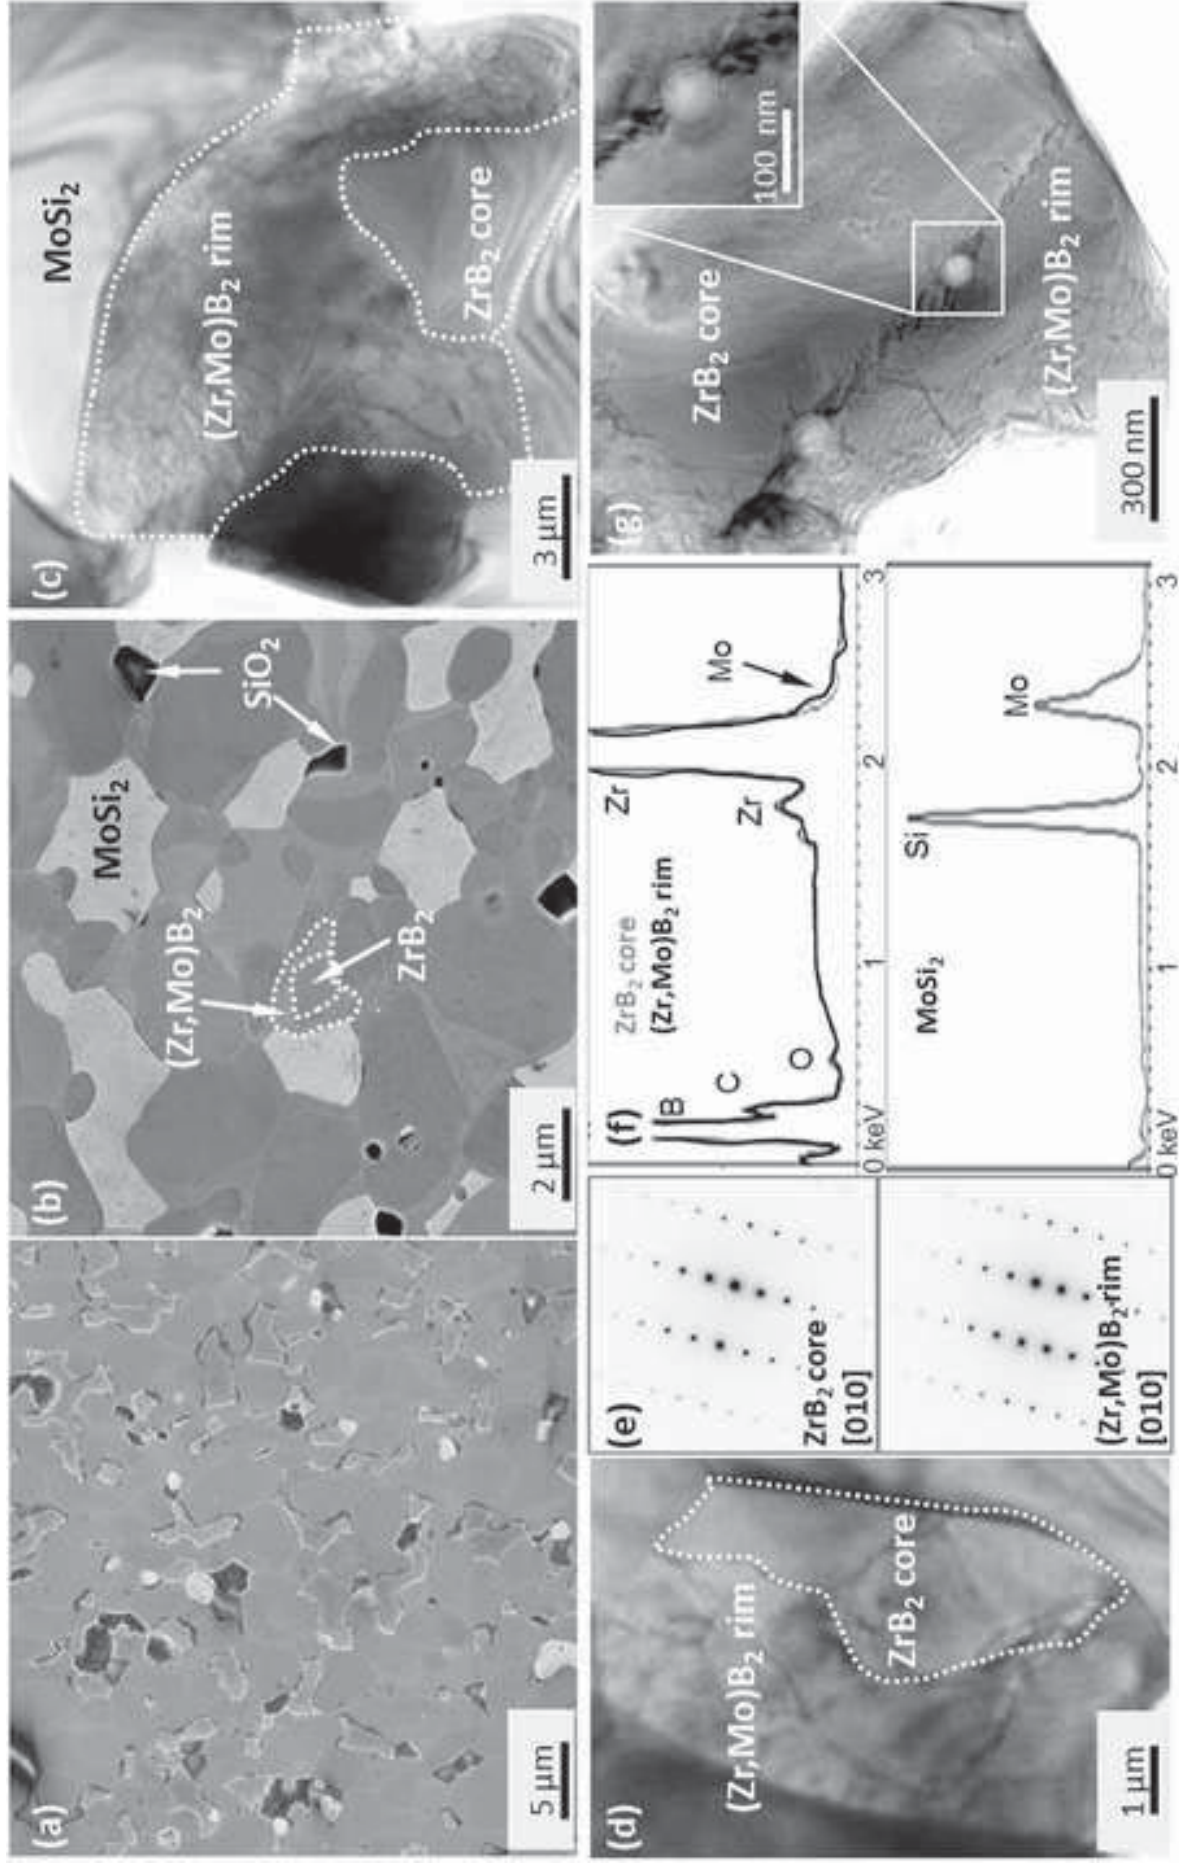 (a)
5 μm
(b)
MoSi₂
(Zr,Mo)B₂
ZrB₂
SiO₂
2 μm
(c)
MoSi₂
(Zr,Mo)B₂ rim
ZrB₂ core
3 μm
(d)
(Zr,Mo)B₂ rim
ZrB₂ core
1 μm
(e)
ZrB₂ core
[010]
(Zr,Mo)B₂ rim
[010]
(f)
B
C
O
ZrB₂ core
(Zr,Mo)B₂ rim
Zr
Zr
Mo
0 keV 1 2 3
MoSi₂
Si
Mo
0 keV 1 2 3
(g)
ZrB₂ core
(Zr,Mo)B₂ rim
100 nm
300 nm